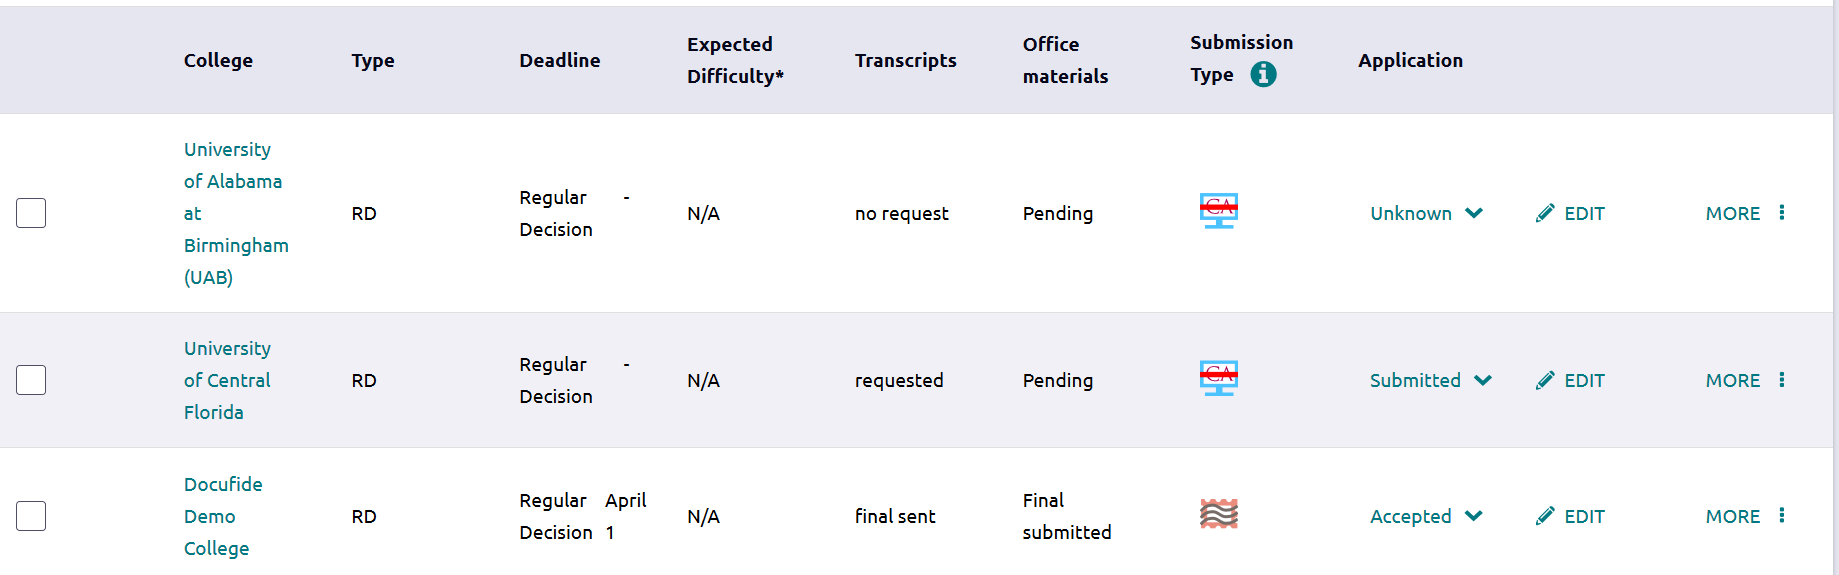 College Type Deadline Expected Difficulty* Transcripts Office materials Submission Type Application
University of Alabama at Birmingham (UAB) RD Regular Decision - N/A no request Pending CA Unknown EDIT MORE
University of Central Florida RD Regular Decision - N/A requested Pending CA Submitted EDIT MORE
Docufide Demo College RD Regular Decision April 1 N/A final sent Final submitted Accepted EDIT MORE